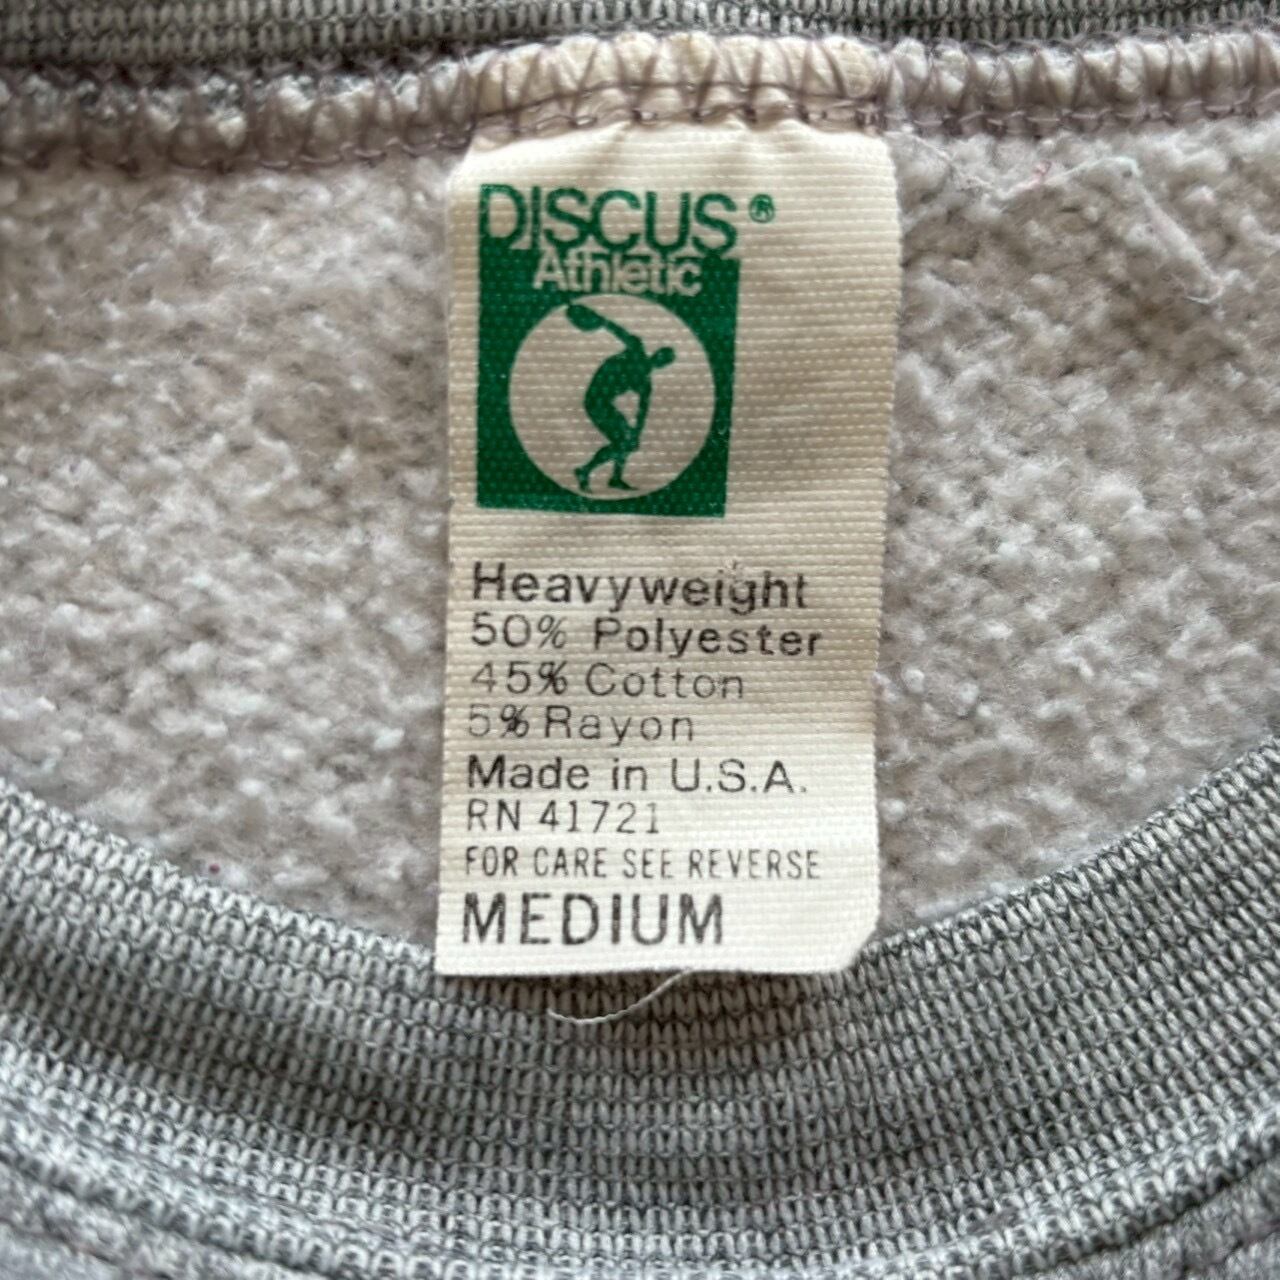 DISCUS®
Athletic
Heavyweight
50% Polyester
45% Cotton
5% Rayon
Made in U.S.A.
RN 41721
FOR CARE SEE REVERSE
MEDIUM